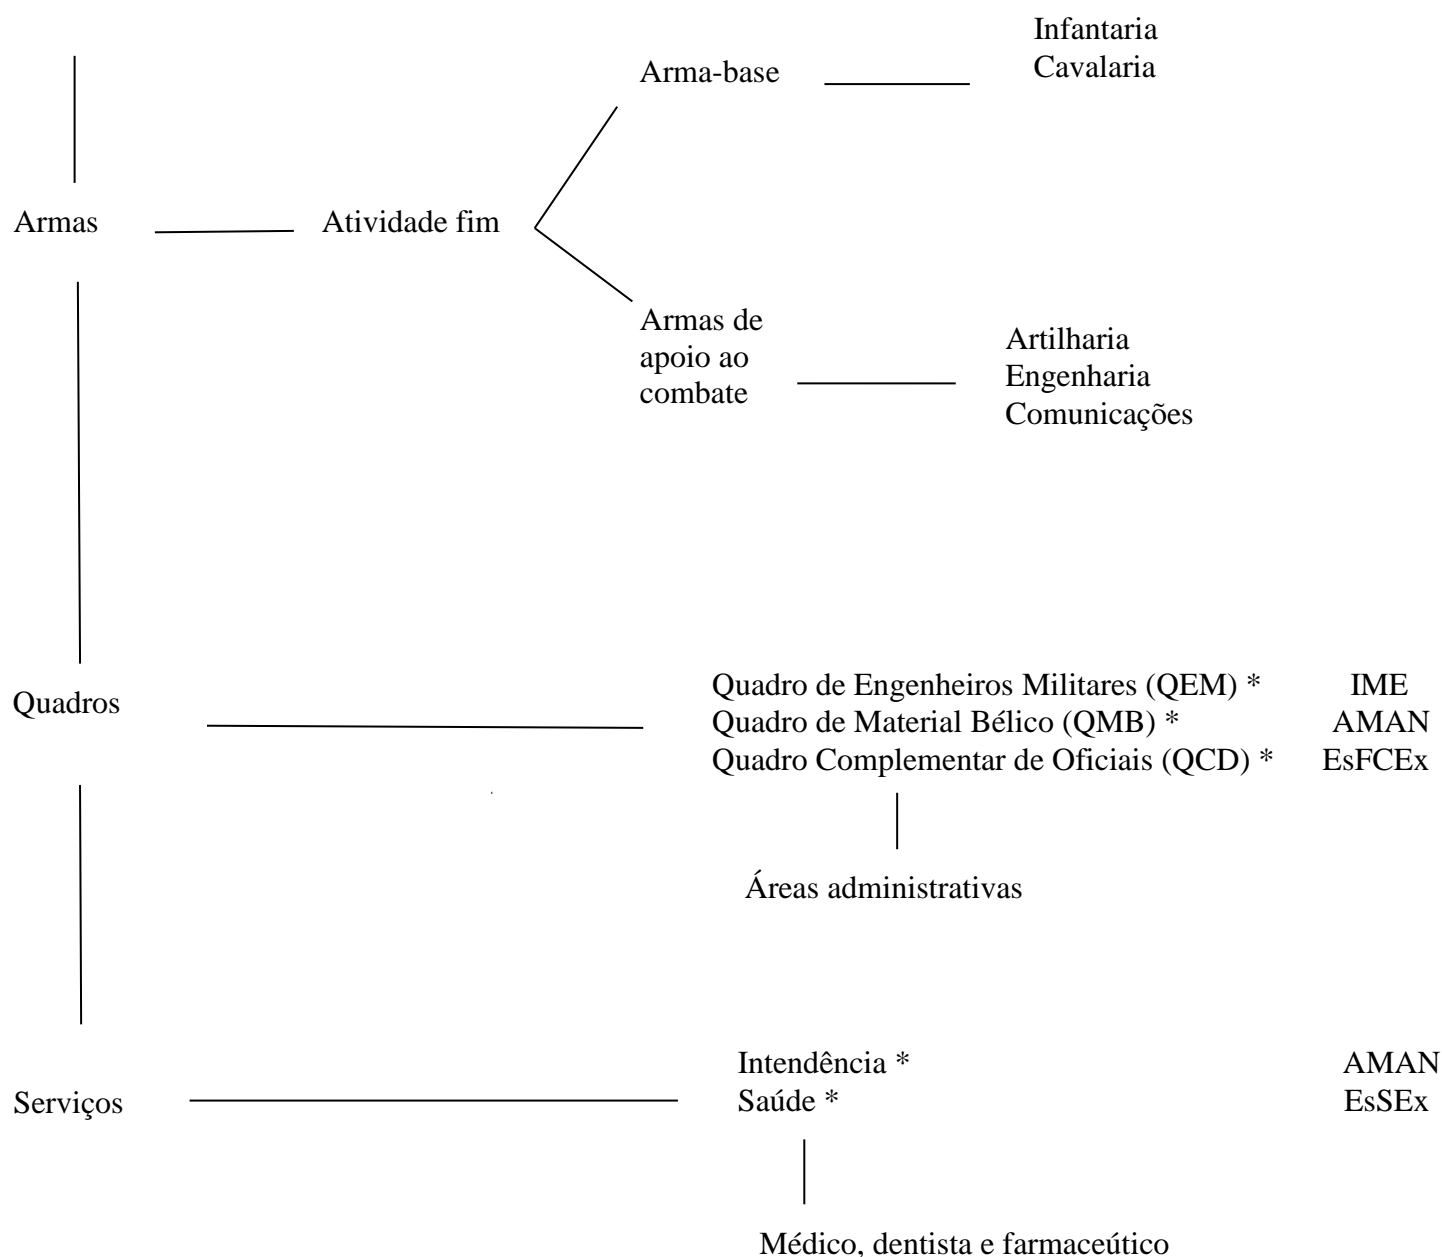 Infantaria
Cavalaria
Arma-base
Armas
Atividade fim
Armas de
apoio ao
combate
Artilharia
Engenharia
Comunicações
Quadros
Quadro de Engenheiros Militares (QEM) * IME
Quadro de Material Bélico (QMB) * AMAN
Quadro Complementar de Oficiais (QCD) * EsFCEx
Áreas administrativas
Serviços
Intendência * AMAN
Saúde * EsSEx
Médico, dentista e farmaceútico